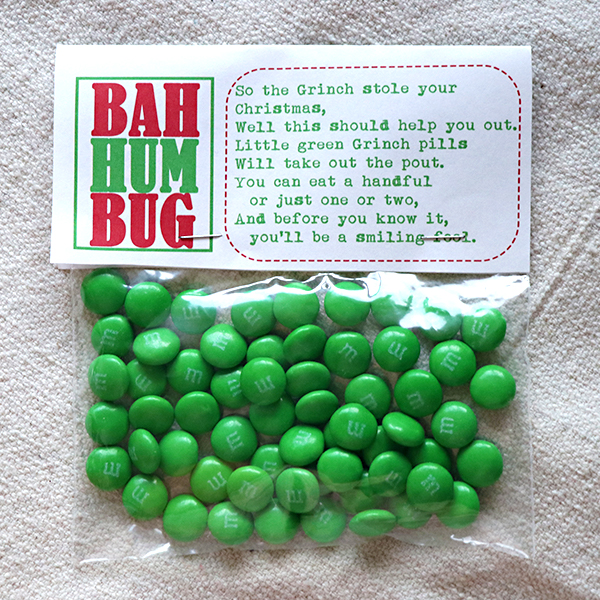 BAH
HUM
BUG
So the Grinch stole your
Christmas,
Well this should help you out.
Little green Grinch pills
Will take out the pout.
You can eat a handful
or just one or two,
And before you know it,
you'll be a smiling fool.